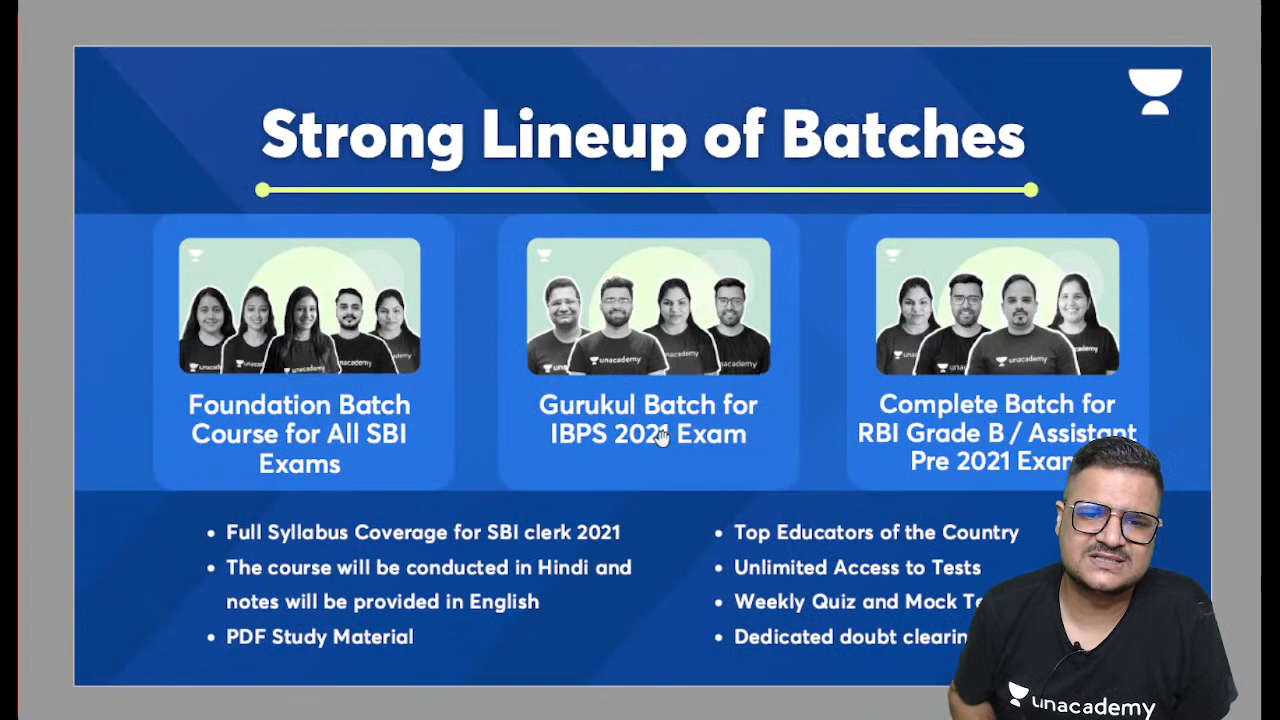 Strong Lineup of Batches
Foundation Batch
Course for All SBI
Exams
Gurukul Batch for
IBPS 2021 Exam
Complete Batch for
RBI Grade B / Assistant
Pre 2021
unacademy
unacademy
unacademy
• Full Syllabus Coverage for SBI clerk 2021
• The course will be conducted in Hindi and
notes will be provided in English
• PDF Study Material
• Top Educators of the Country
• Unlimited Access to Tests
• Weekly Quiz and Mock
• Dedicated doubt
unacademy